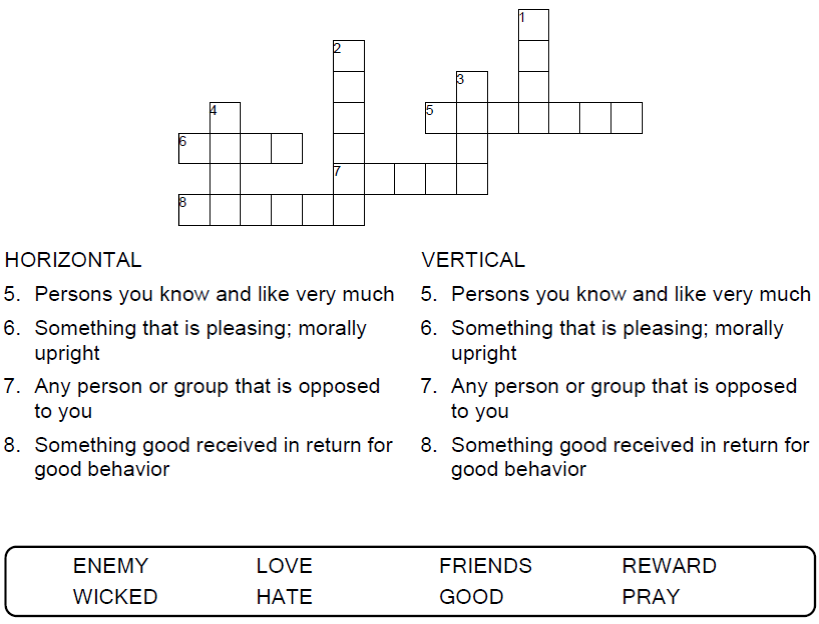 1
2
3
4
5
6
7
8
HORIZONTAL
5. Persons you know and like very much
6. Something that is pleasing; morally
upright
7. Any person or group that is opposed
to you
8. Something good received in return for
good behavior
VERTICAL
5. Persons you know and like very much
6. Something that is pleasing; morally
upright
7. Any person or group that is opposed
to you
8. Something good received in return for
good behavior
ENEMY LOVE FRIENDS REWARD
WICKED HATE GOOD PRAY